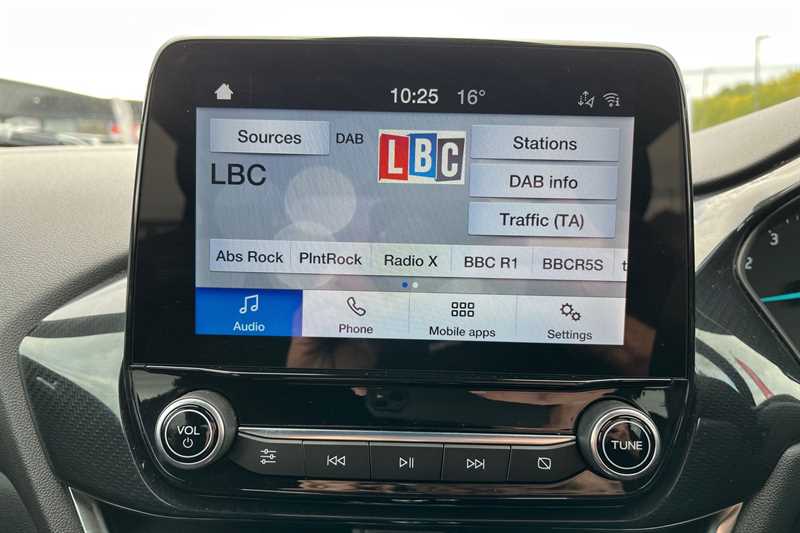 10:25 16°
Sources DAB LBC Stations
LBC DAB info
Traffic (TA)
Abs Rock PlntRock Radio X BBC R1 BBCR5S t
Audio Phone Mobile apps Settings
VOL TUNE
3
2